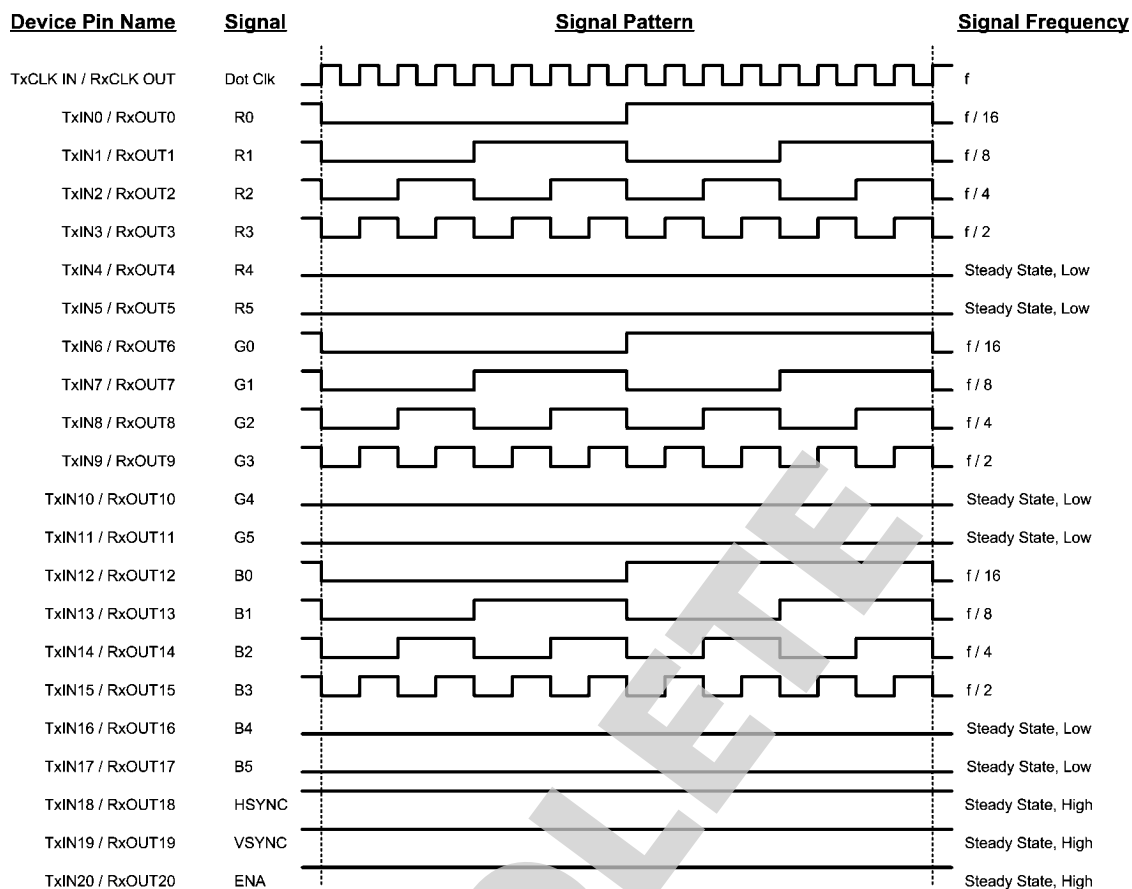 Device Pin Name Signal Signal Pattern Signal Frequency
TxCLK IN / RxCLK OUT Dot Clk f
TxIN0 / RxOUT0 R0 f / 16
TxIN1 / RxOUT1 R1 f / 8
TxIN2 / RxOUT2 R2 f / 4
TxIN3 / RxOUT3 R3 f / 2
TxIN4 / RxOUT4 R4 Steady State, Low
TxIN5 / RxOUT5 R5 Steady State, Low
TxIN6 / RxOUT6 G0 f / 16
TxIN7 / RxOUT7 G1 f / 8
TxIN8 / RxOUT8 G2 f / 4
TxIN9 / RxOUT9 G3 f / 2
TxIN10 / RxOUT10 G4 Steady State, Low
TxIN11 / RxOUT11 G5 Steady State, Low
TxIN12 / RxOUT12 B0 f / 16
TxIN13 / RxOUT13 B1 f / 8
TxIN14 / RxOUT14 B2 f / 4
TxIN15 / RxOUT15 B3 f / 2
TxIN16 / RxOUT16 B4 Steady State, Low
TxIN17 / RxOUT17 B5 Steady State, Low
TxIN18 / RxOUT18 HSYNC Steady State, High
TxIN19 / RxOUT19 VSYNC Steady State, High
TxIN20 / RxOUT20 ENA Steady State, High
OLETE